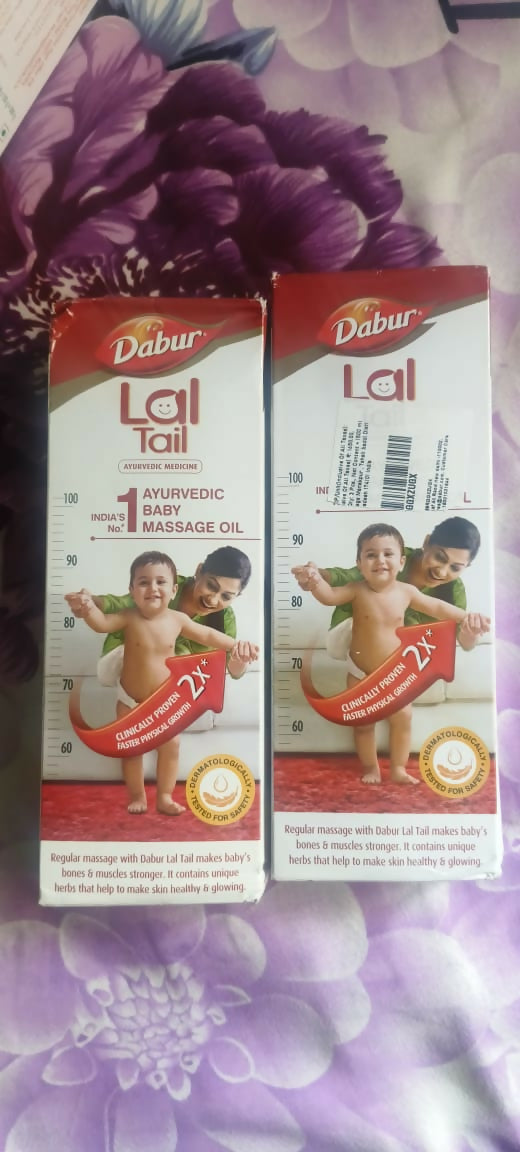 Dabur
Lal
Tail
AYURVEDIC MEDICINE
INDIA'S No. 1 AYURVEDIC
BABY
MASSAGE OIL
100
90
80
70
60
CLINICALLY PROVEN
FASTER PHYSICAL GROWTH
2X*
DERMATOLOGICALLY
TESTED FOR SAFETY
Regular massage with Dabur Lal Tail makes baby's
bones & muscles stronger. It contains unique
herbs that help to make skin healthy & glowing.
Dabur
Lal
Tail
100
90
80
70
60
CLINICALLY PROVEN
FASTER PHYSICAL GROWTH
2X*
DERMATOLOGICALLY
TESTED FOR SAFETY
Regular massage with Dabur Lal Tail makes baby's
bones & muscles stronger. It contains unique
herbs that help to make skin healthy & glowing.